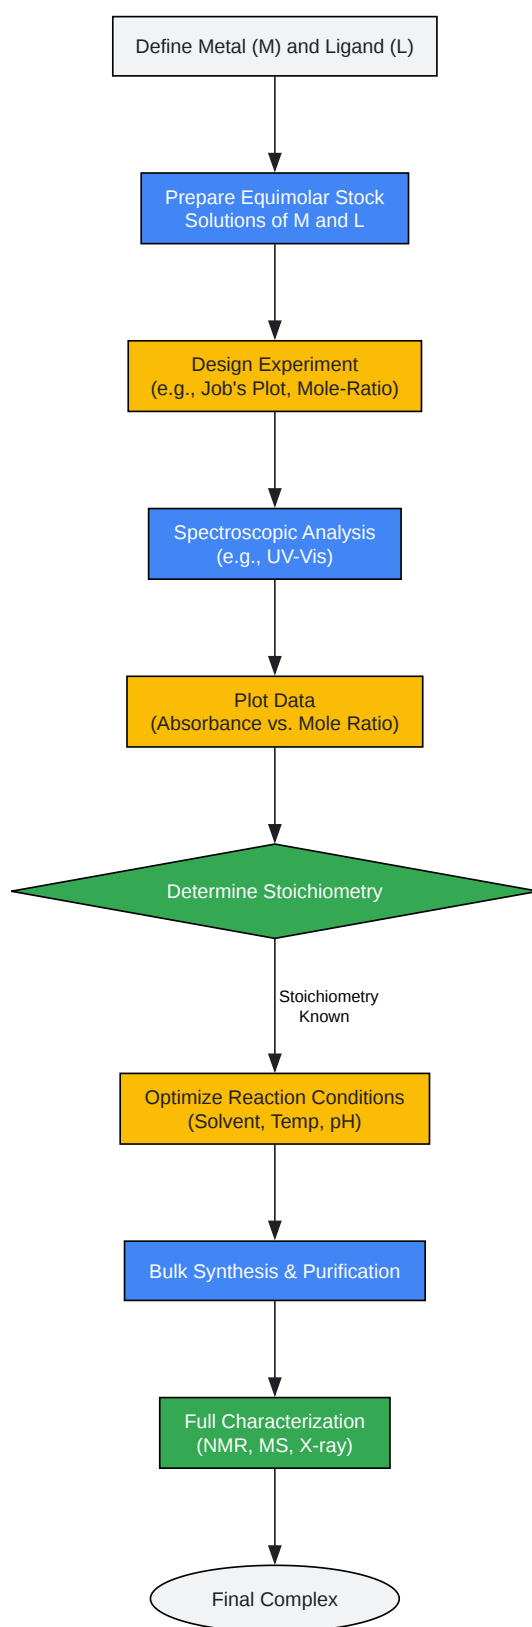 Define Metal (M) and Ligand (L)
Prepare Equimolar Stock
Solutions of M and L
Design Experiment
(e.g., Job's Plot, Mole-Ratio)
Spectroscopic Analysis
(e.g., UV-Vis)
Plot Data
(Absorbance vs. Mole Ratio)
Determine Stoichiometry
Stoichiometry
Known
Optimize Reaction Conditions
(Solvent, Temp, pH)
Bulk Synthesis & Purification
Full Characterization
(NMR, MS, X-ray)
Final Complex